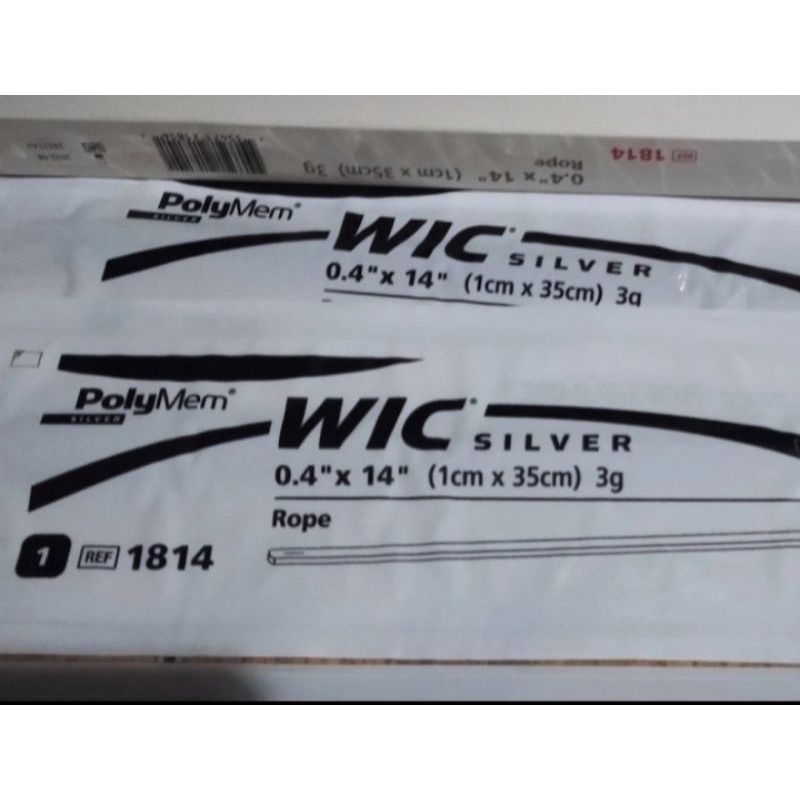 REF 1814
0.4" x 14" (1cm x 35cm) 3g
Rope
PolyMem®
SILVER
WIC® SILVER
0.4" x 14" (1cm x 35cm) 3g
PolyMem®
SILVER
WIC® SILVER
0.4" x 14" (1cm x 35cm) 3g
Rope
1 REF 1814